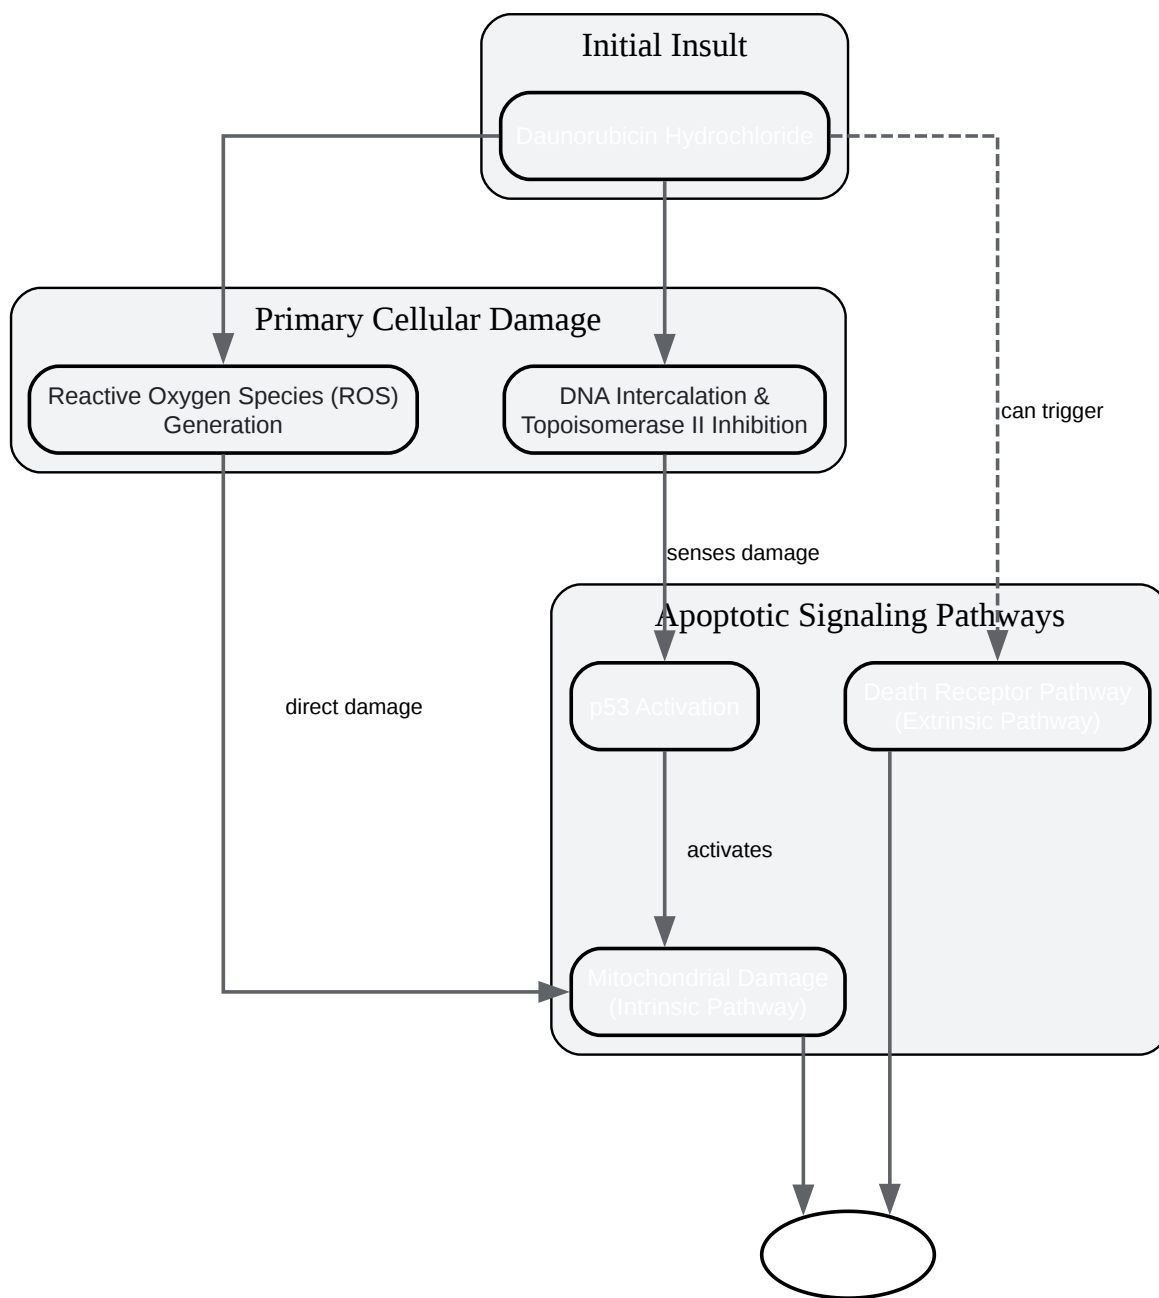 Initial Insult
Daunorubicin Hydrochloride
Primary Cellular Damage
Reactive Oxygen Species (ROS)
Generation
DNA Intercalation &
Topoisomerase II Inhibition
can trigger
senses damage
Apoptotic Signaling Pathways
direct damage
p53 Activation
Death Receptor Pathway
(Extrinsic Pathway)
activates
Mitochondrial Damage
(Intrinsic Pathway)